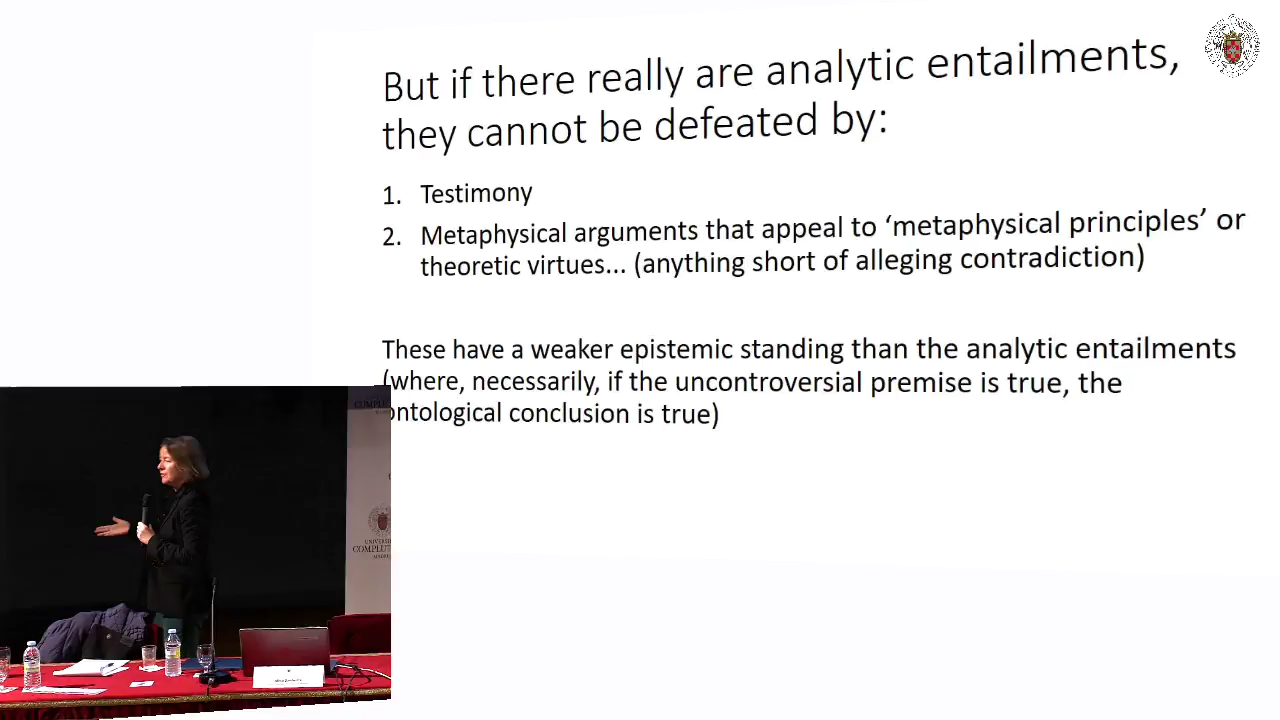 But if there really are analytic entailments,
they cannot be defeated by:
1. Testimony
2. Metaphysical arguments that appeal to ‘metaphysical principles’ or
theoretic virtues... (anything short of alleging contradiction)
These have a weaker epistemic standing than the analytic entailments
(where, necessarily, if the uncontroversial premise is true, the
ontological conclusion is true)